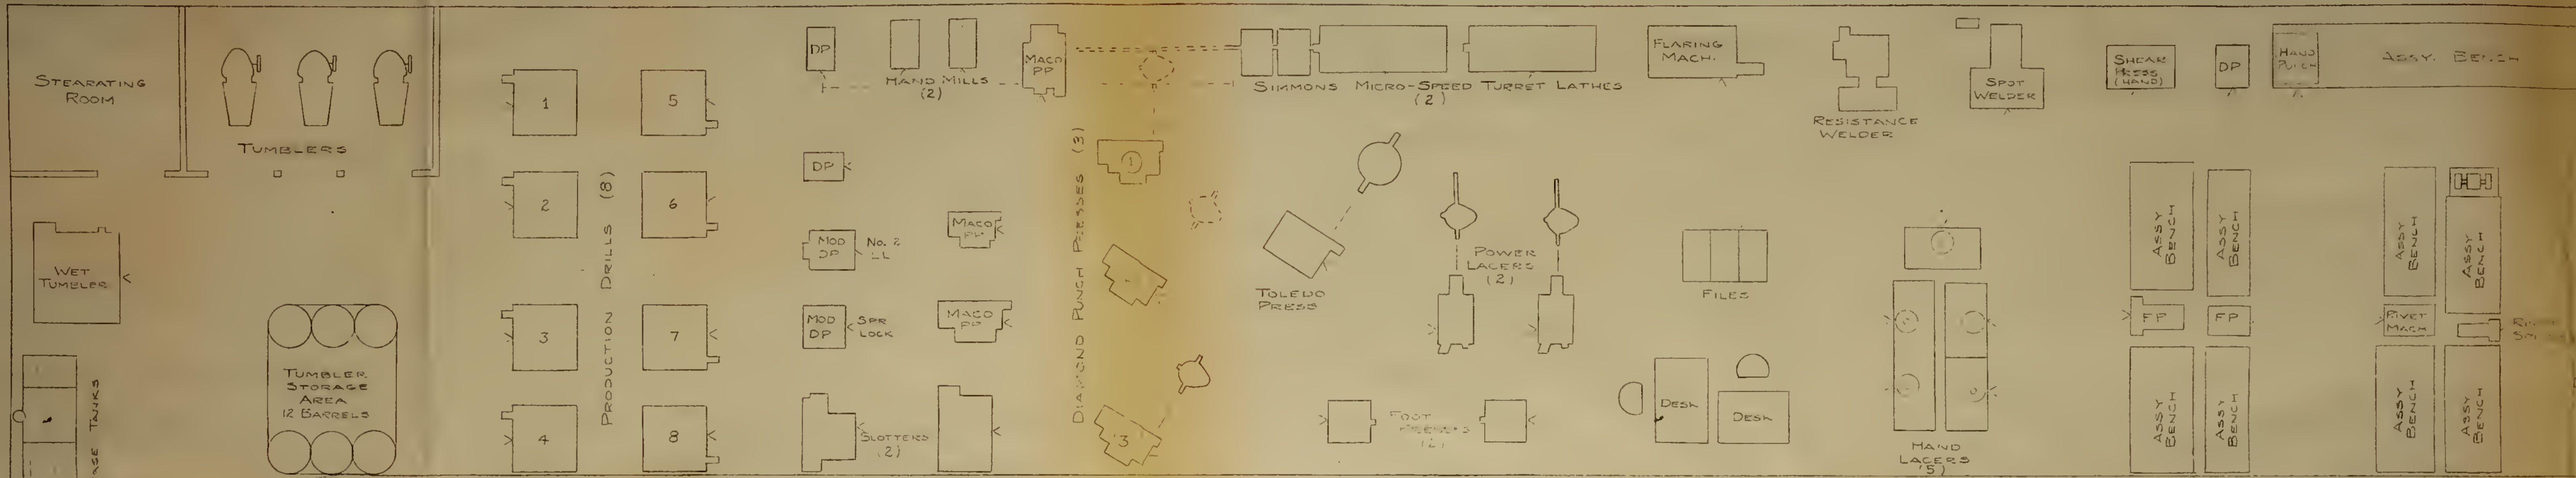 STEARATING
ROOM
TUMBLERS
WET
TUMBLER
TANKS
TUMBLER
STORAGE
AREA
12 BARRELS
1
2
3
4
PRODUCTION DRILLS (8)
5
6
7
8
DP
HAND MILLS
(2)
MACO
PP
DP
MOD
DP
No. 2
MACO
PP
MOD
DP
SPR
LOCK
MACO
PP
SLOTTERS
(2)
DIAMOND PUNCH PRESSES (3)
1
3
SIMMONS MICRO-SPEED TURRET LATHES
(2)
TOLEDO
PRESS
POWER
LACERS
(2)
FOOT
(2)
FLARING
MACH.
RESISTANCE
WELDER
SPOT
WELDER
FILES
DESK
DESK
HAND
LACERS
(5)
SHEAR
PRESS
(HAND)
DP
HAND
PUNCH
ASSY. BENCH
ASSY
BENCH
ASSY
BENCH
ASSY
BENCH
ASSY
BENCH
FP
FP
RIVET
MACH
ASSY
BENCH
ASSY
BENCH
ASSY
BENCH
ASSY
BENCH